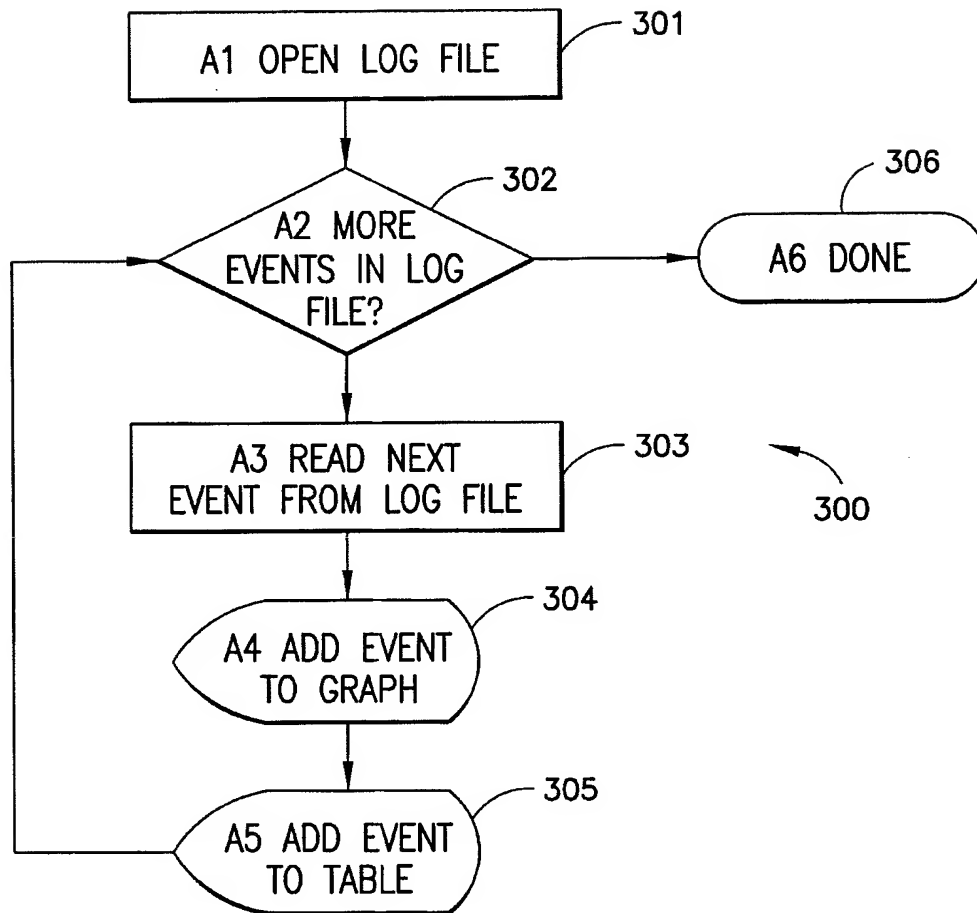 A1 OPEN LOG FILE
301
302
A2 MORE
EVENTS IN LOG
FILE?
306
A6 DONE
A3 READ NEXT
EVENT FROM LOG FILE
303
300
304
A4 ADD EVENT
TO GRAPH
305
A5 ADD EVENT
TO TABLE